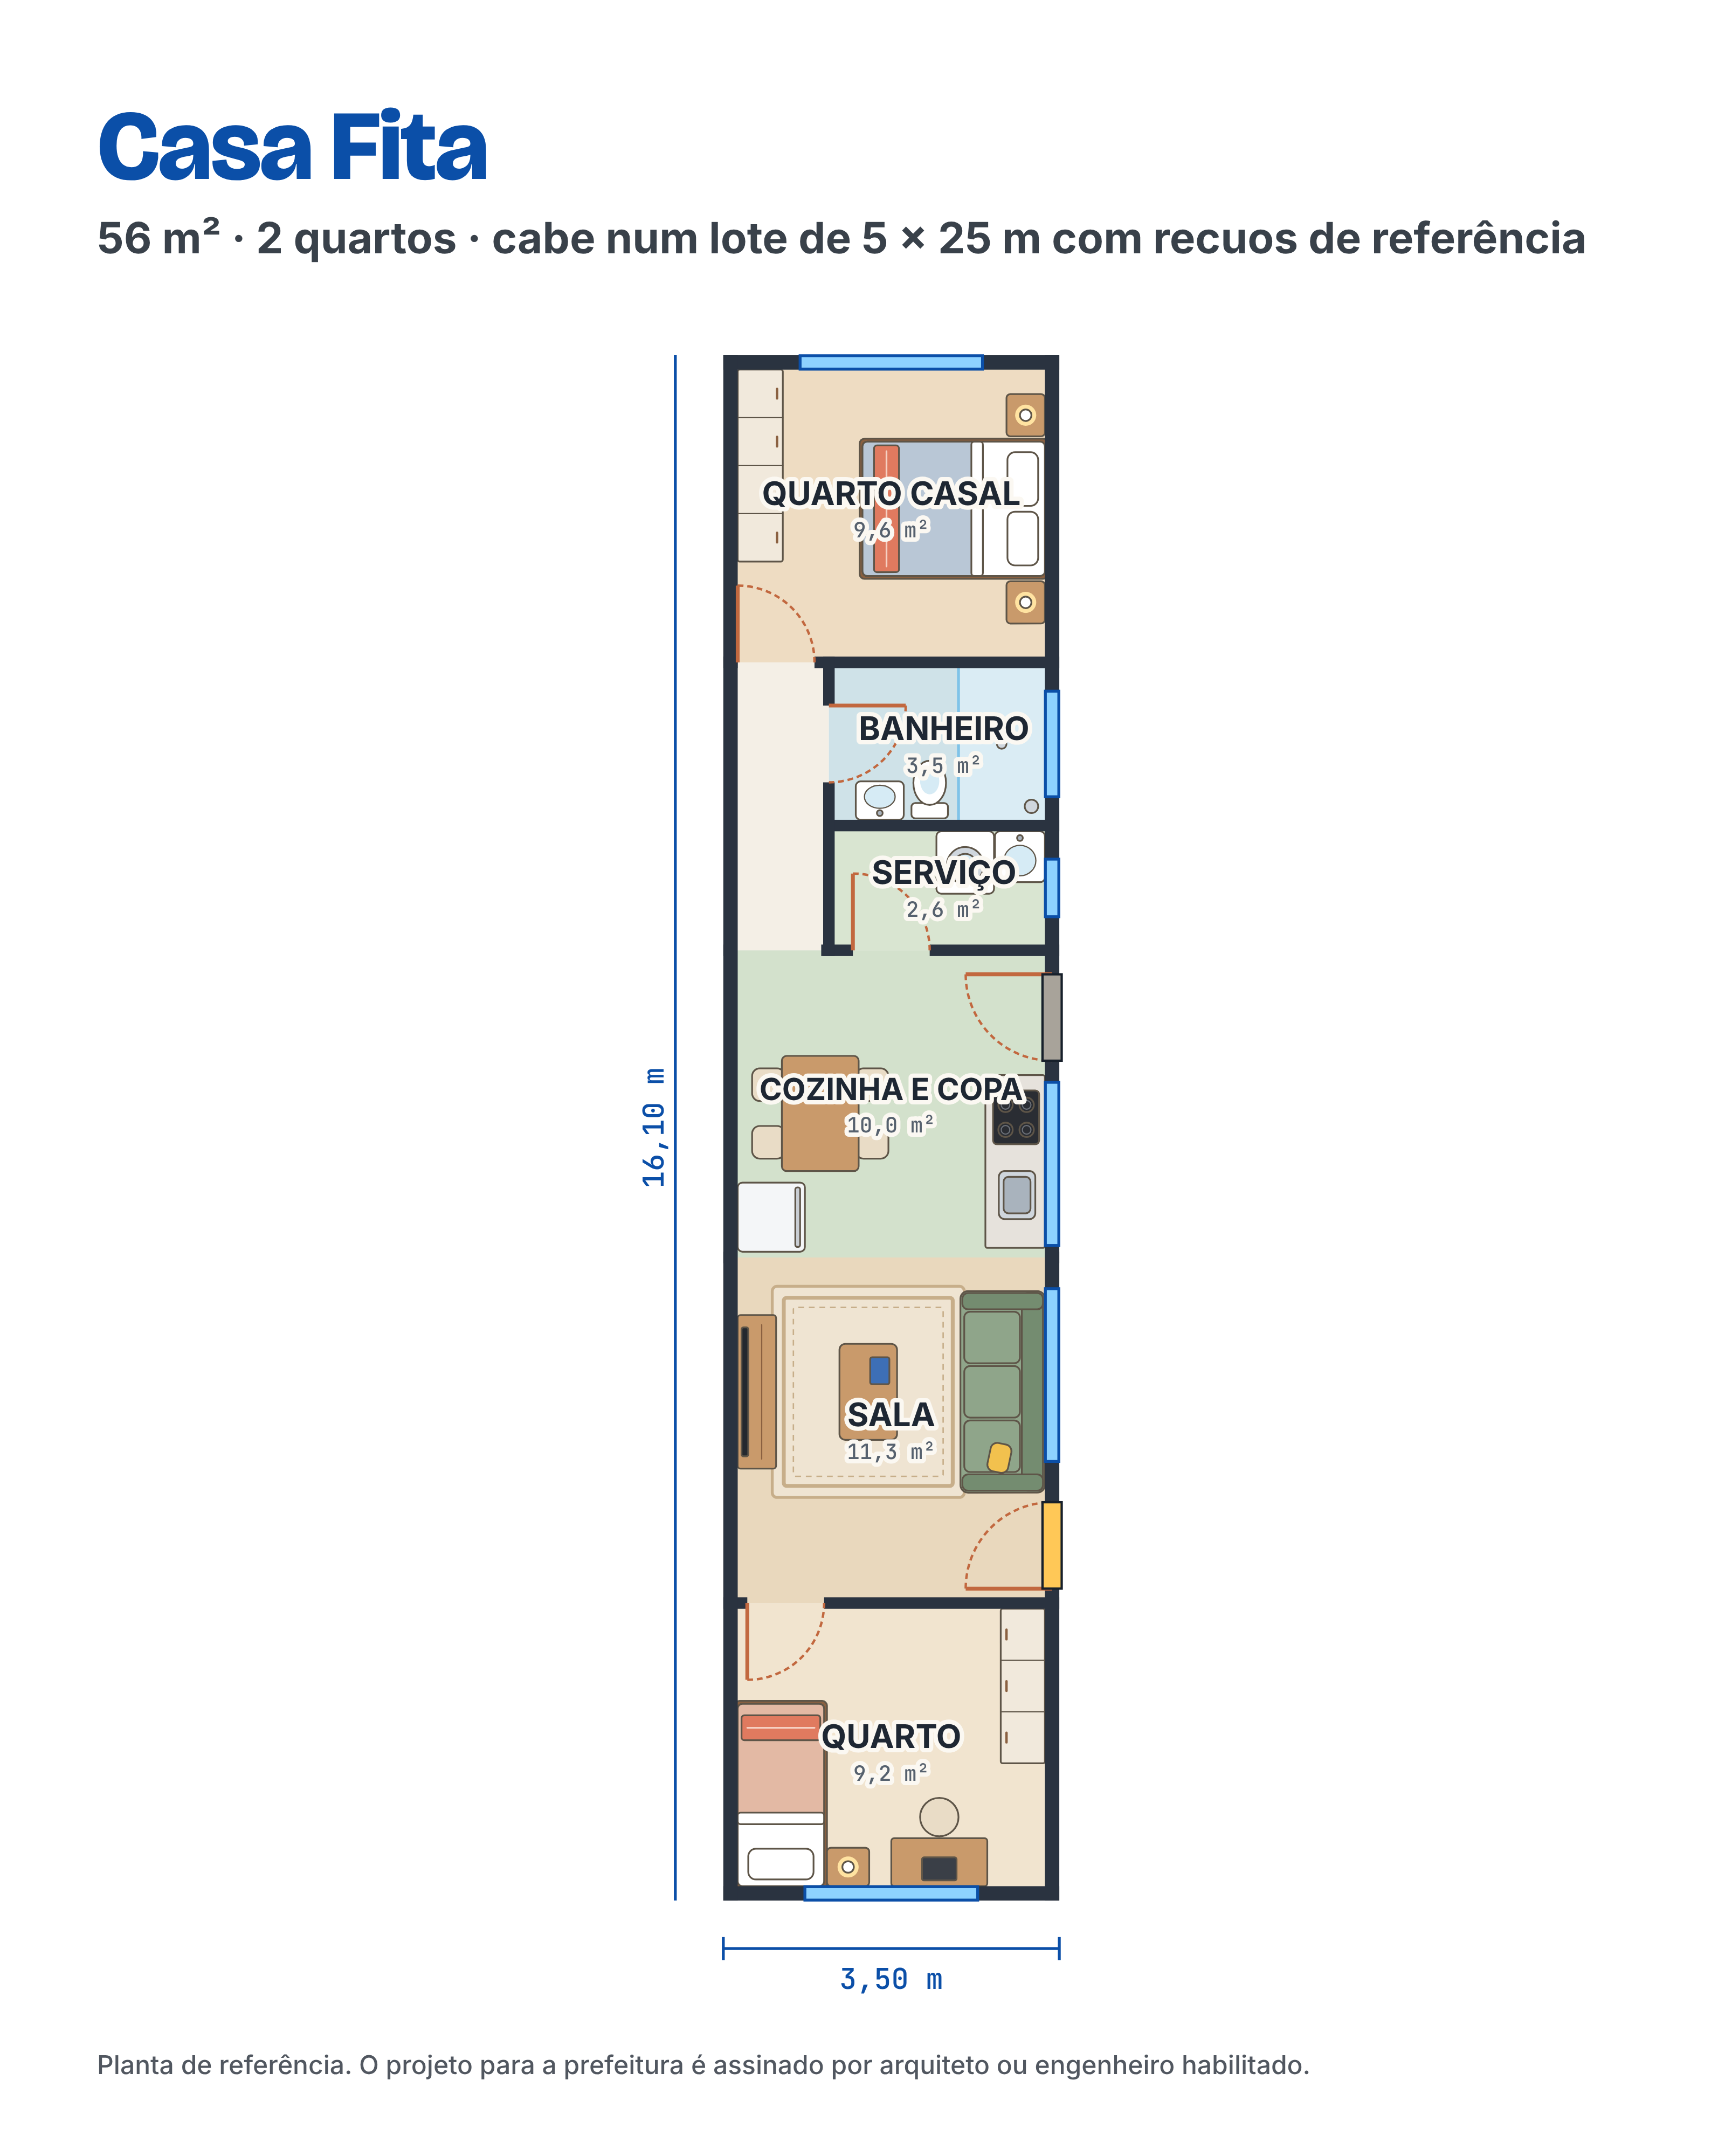 Casa Fita
56 m² · 2 quartos · cabe num lote de 5 × 25 m com recuos de referência
QUARTO CASAL
9,6 m²
BANHEIRO
3,5 m²
SERVIÇO
2,6 m²
COZINHA E COPA
10,0 m²
16,10 m
SALA
11,3 m²
QUARTO
9,2 m²
3,50 m
Planta de referência. O projeto para a prefeitura é assinado por arquiteto ou engenheiro habilitado.